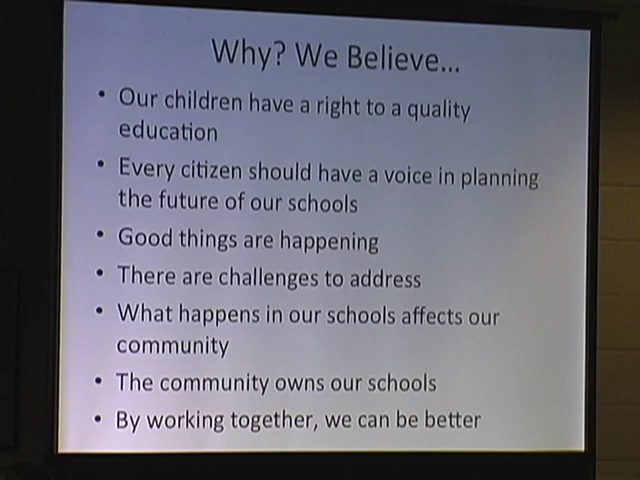 Why? We Believe...
• Our children have a right to a quality
education
• Every citizen should have a voice in planning
the future of our schools
• Good things are happening
• There are challenges to address
• What happens in our schools affects our
community
• The community owns our schools
• By working together, we can be better